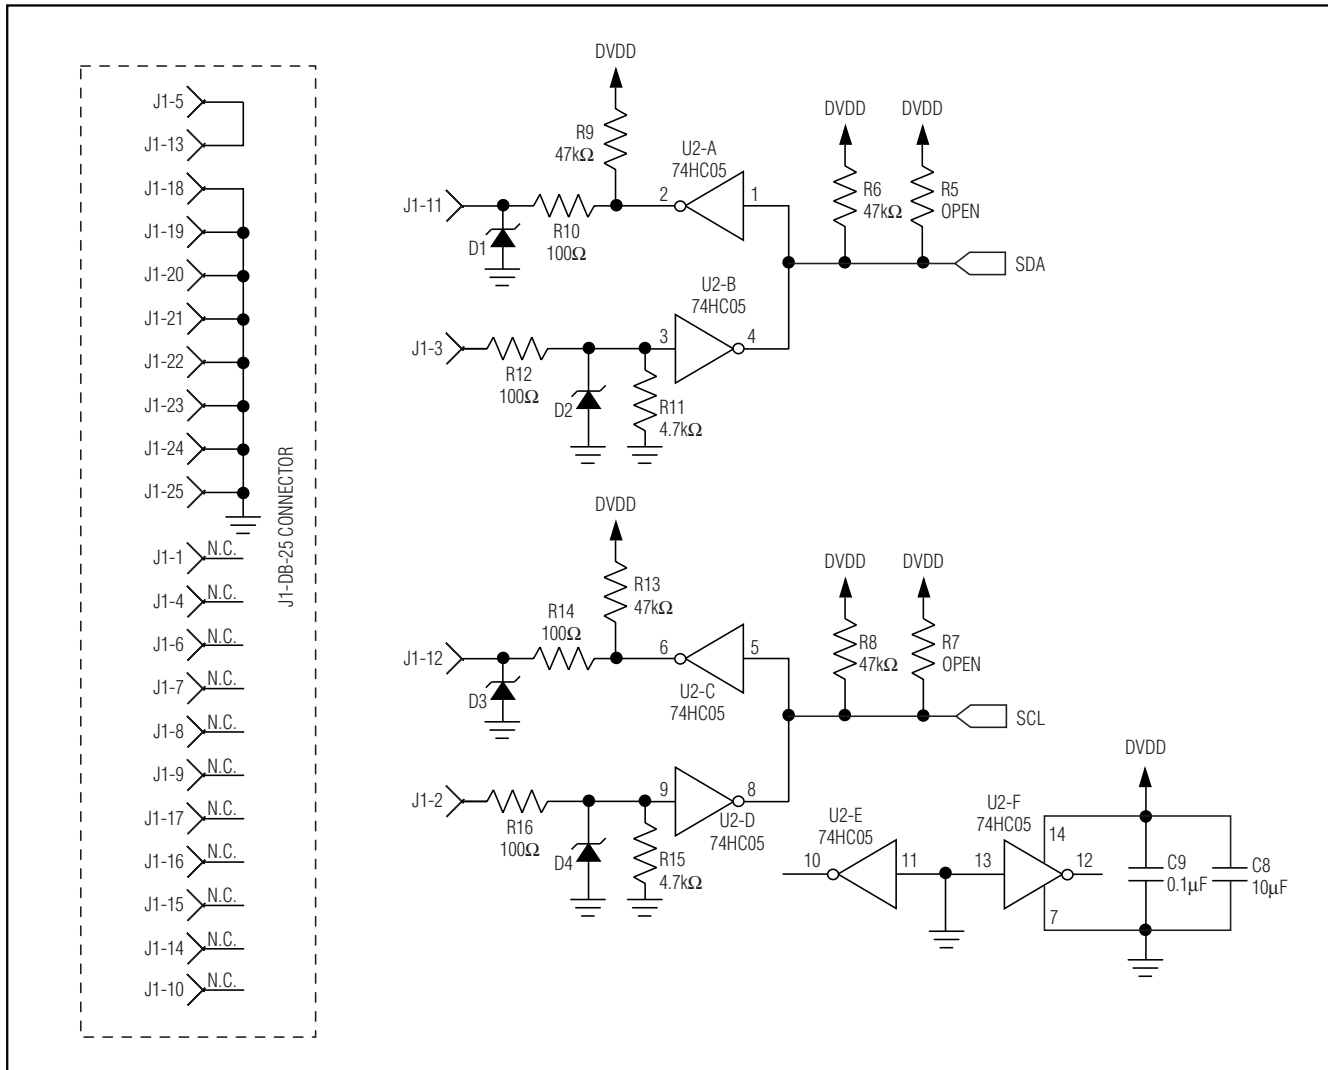 J1-5
J1-13
J1-18
J1-19
J1-20
J1-21
J1-22
J1-23
J1-24
J1-25
J1-1 N.C.
J1-4 N.C.
J1-6 N.C.
J1-7 N.C.
J1-8 N.C.
J1-9 N.C.
J1-17 N.C.
J1-16 N.C.
J1-15 N.C.
J1-14 N.C.
J1-10 N.C.
J1-DB-25 CONNECTOR
DVDD
R9
47kΩ
U2-A
74HC05
2
1
J1-11
D1
R10
100Ω
DVDD
R6
47kΩ
DVDD
R5
OPEN
SDA
U2-B
74HC05
3
4
J1-3
R12
100Ω
D2
R11
4.7kΩ
DVDD
R13
47kΩ
R14
100Ω
J1-12
D3
6
5
U2-C
74HC05
DVDD
R8
47kΩ
DVDD
R7
OPEN
SCL
J1-2
R16
100Ω
D4
R15
4.7kΩ
9
8
U2-D
74HC05
U2-E
74HC05
10
11
U2-F
74HC05
13
14
12
7
DVDD
C9
0.1µF
C8
10µF